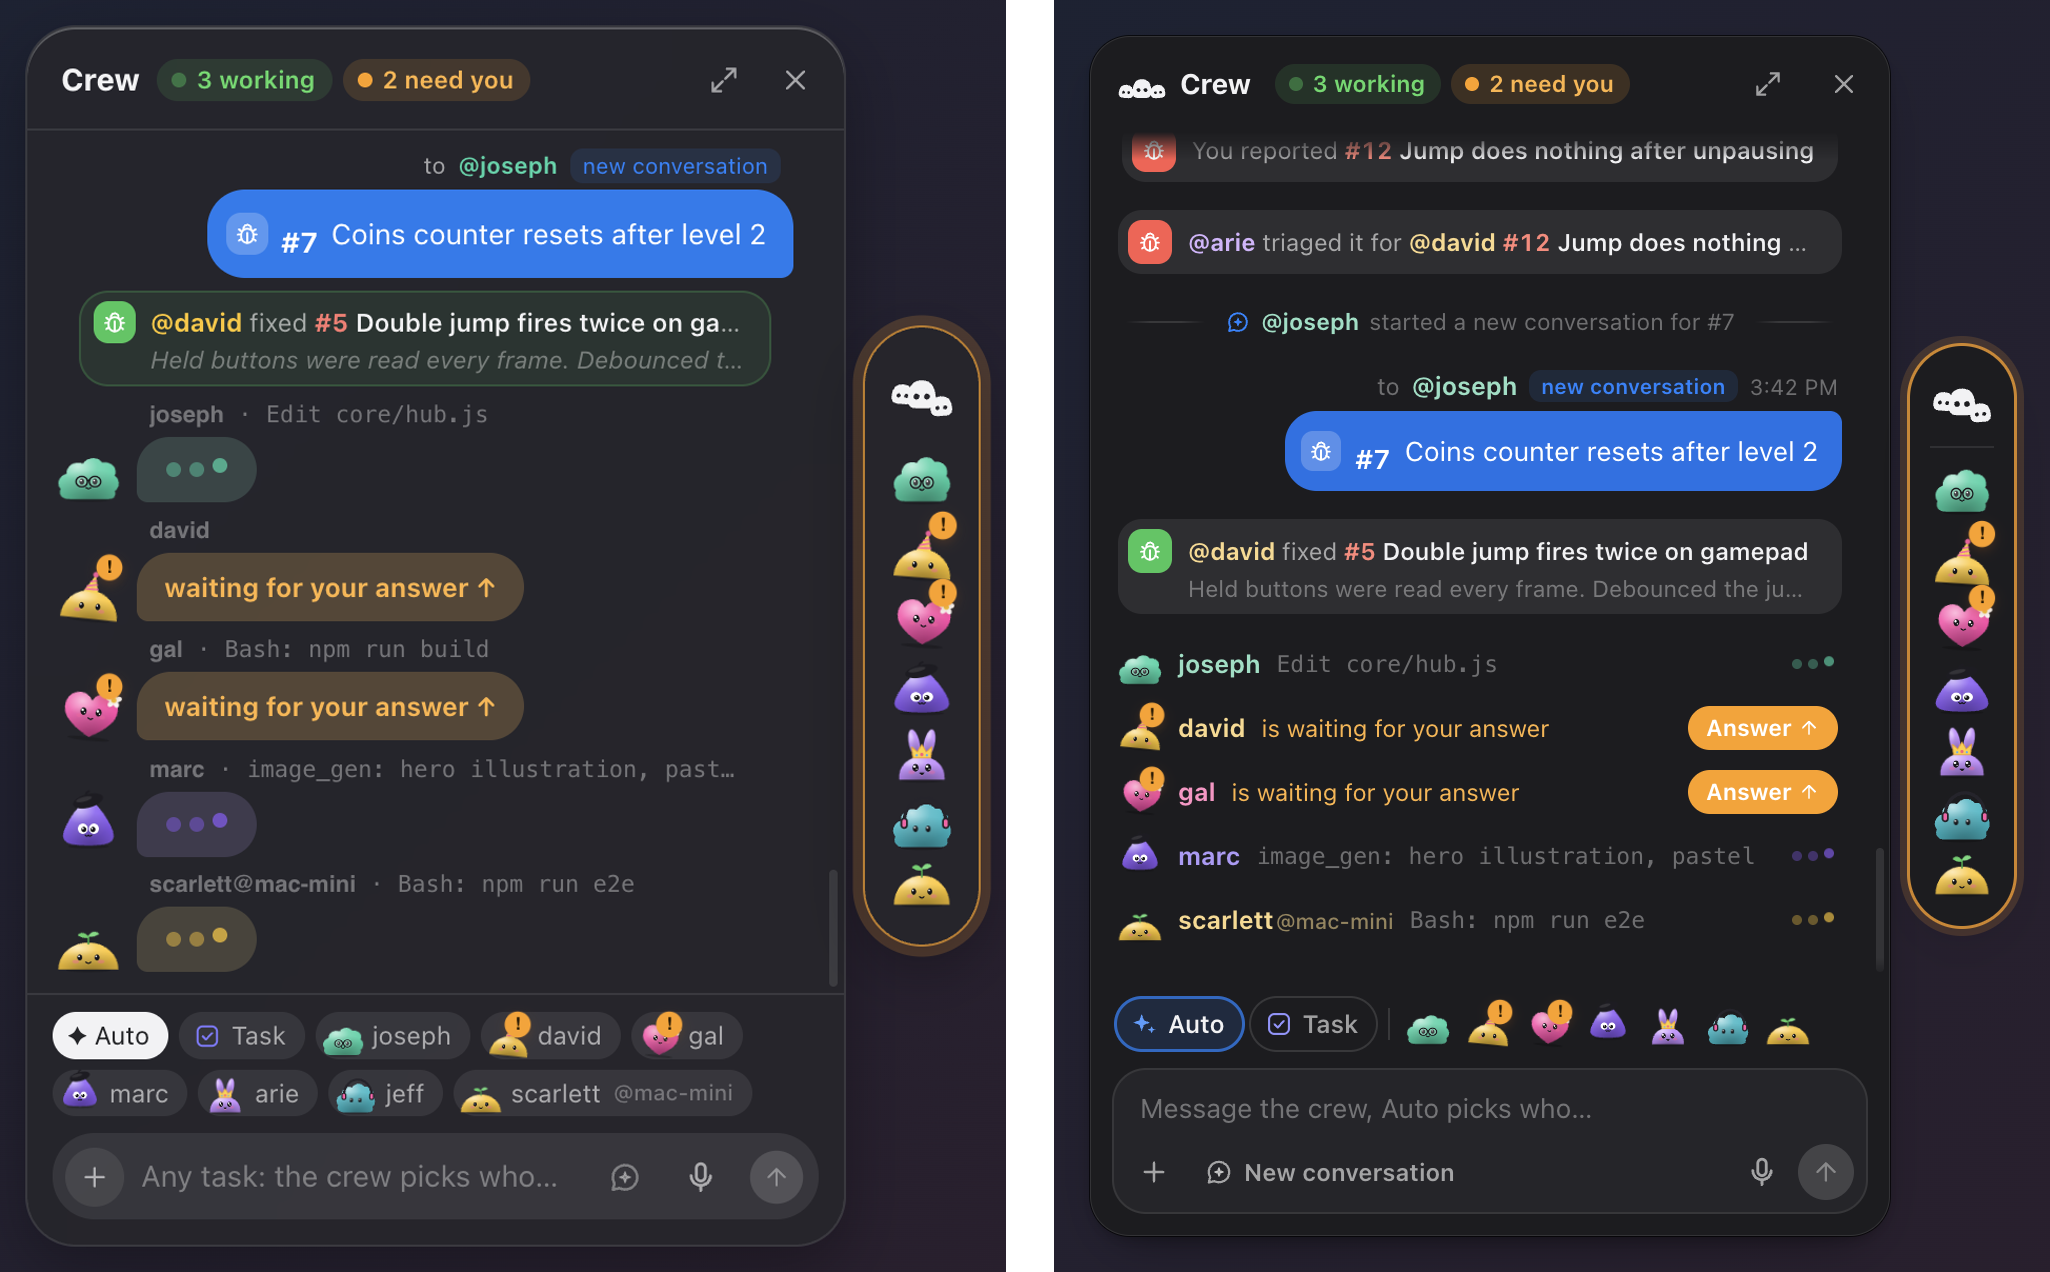 Crew 3 working 2 need you
to @joseph new conversation
#7 Coins counter resets after level 2
@david fixed #5 Double jump fires twice on ga...
Held buttons were read every frame. Debounced t...
joseph · Edit core/hub.js
david
!
waiting for your answer ↑
gal · Bash: npm run build
!
waiting for your answer ↑
marc · image_gen: hero illustration, past…
scarlett@mac-mini · Bash: npm run e2e
Auto Task joseph ! david ! gal
marc arie jeff scarlett @mac-mini
Any task: the crew picks who...
!
!
Crew 3 working 2 need you
You reported #12 Jump does nothing after unpausing
@arie triaged it for @david #12 Jump does nothing ...
@joseph started a new conversation for #7
to @joseph new conversation 3:42 PM
#7 Coins counter resets after level 2
@david fixed #5 Double jump fires twice on gamepad
Held buttons were read every frame. Debounced the ju...
joseph Edit core/hub.js
! david is waiting for your answer Answer ↑
! gal is waiting for your answer Answer ↑
marc image_gen: hero illustration, pastel
scarlett@mac-mini Bash: npm run e2e
Auto Task ! !
Message the crew, Auto picks who...
New conversation
!
!